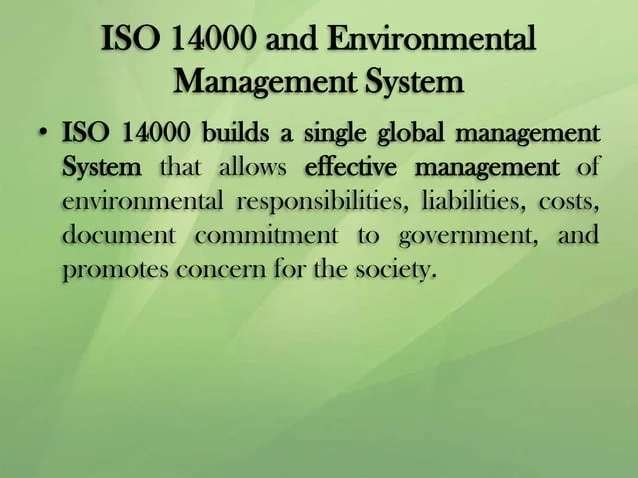 ISO 14000 and Environmental
Management System
• ISO 14000 builds a single global management
System that allows effective management of
environmental responsibilities, liabilities, costs,
document commitment to government, and
promotes concern for the society.